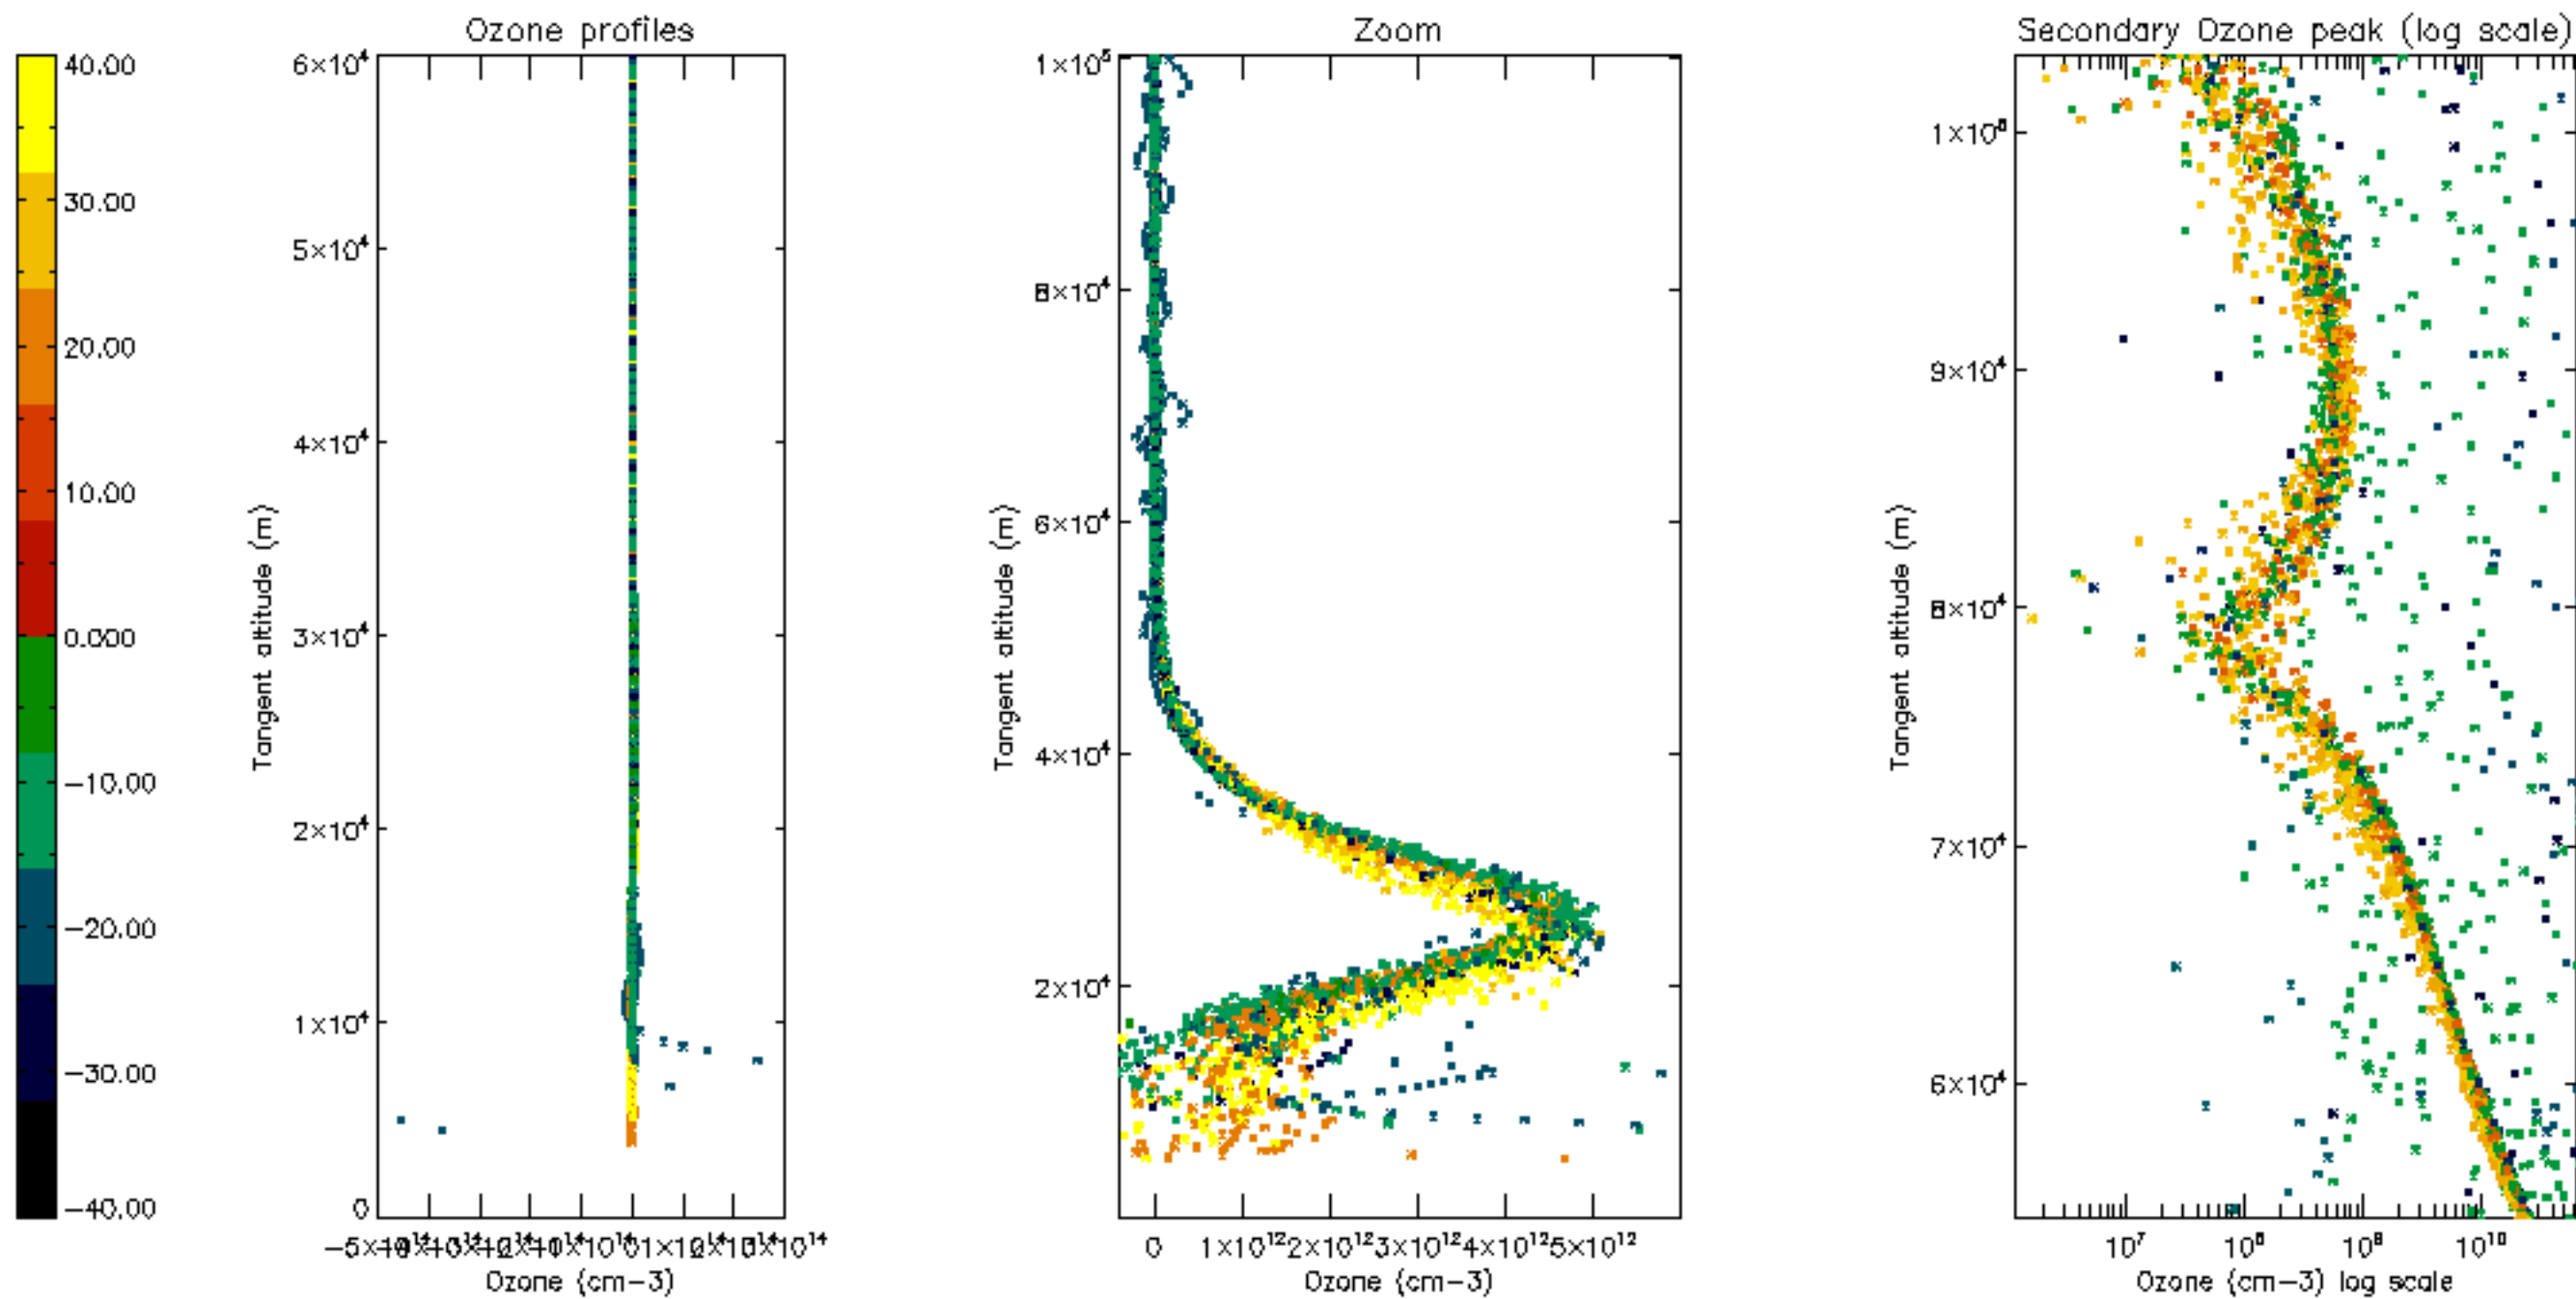 Ozone profiles
Zoom
Secondary Ozone peak (log scale)
40.00
30.00
20.00
10.00
−10.00
−20.00
−30.00
−40.00
Tangent altitude (m)
6×10⁴
5×10⁴
4×10⁴
3×10⁴
2×10⁴
1×10⁴
0
Ozone (cm−3)
Tangent altitude (m)
1×10⁵
8×10⁴
6×10⁴
4×10⁴
2×10⁴
0 1×10¹² 2×10¹² 3×10¹² 4×10¹² 5×10¹²
Ozone (cm−3)
Tangent altitude (m)
9×10⁴
8×10⁴
7×10⁴
6×10⁴
10⁷ 10⁸ 10⁹ 10¹⁰
Ozone (cm−3) log scale